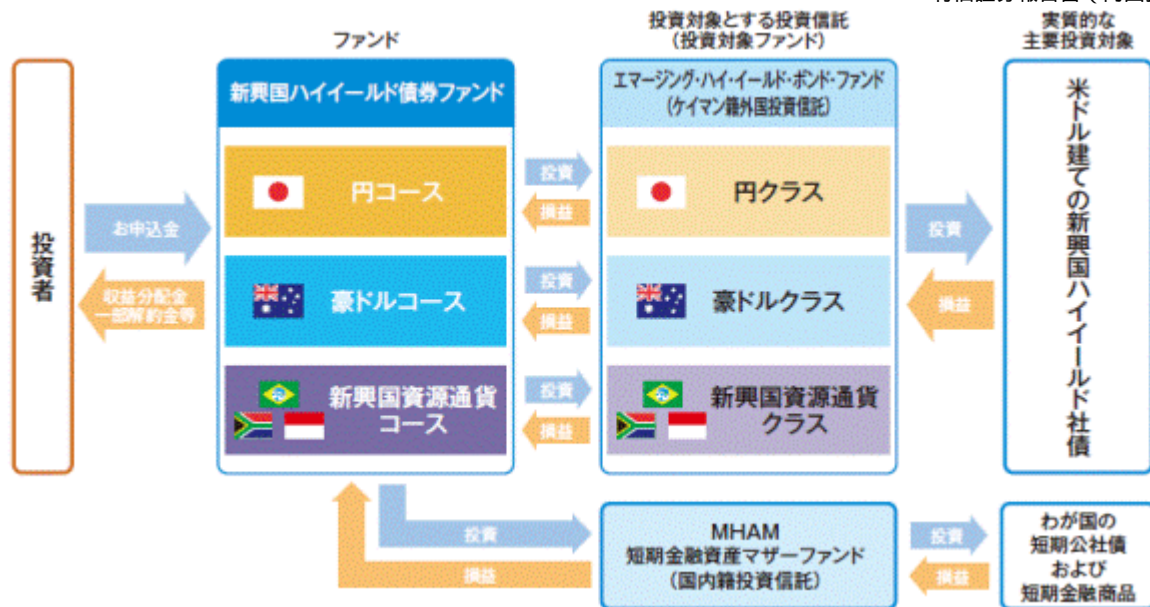 ファンド
投資対象とする投資信託
(投資対象ファンド)
実質的な
主要投資対象
投資者
お申込金
収益分配金
一部解約金等
新興国ハイイールド債券ファンド
円コース
豪ドルコース
新興国資源通貨
コース
投資
損益
投資
損益
投資
損益
エマージング・ハイ・イールド・ボンド・ファンド
(ケイマン籍外国投資信託)
円クラス
豪ドルクラス
新興国資源通貨
クラス
投資
損益
米ドル建ての新興国ハイイールド社債
投資
損益
MHAM
短期金融資産マザーファンド
(国内籍投資信託)
投資
損益
わが国の
短期公社債
および
短期金融商品